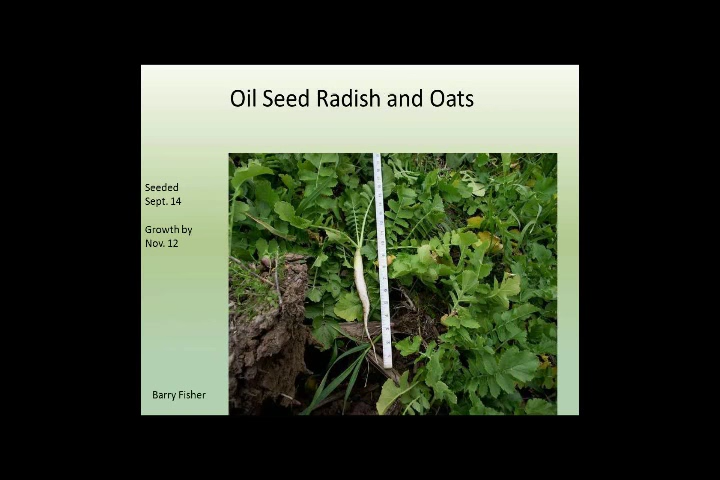 Oil Seed Radish and Oats
Seeded
Sept. 14
Growth by
Nov. 12
Barry Fisher